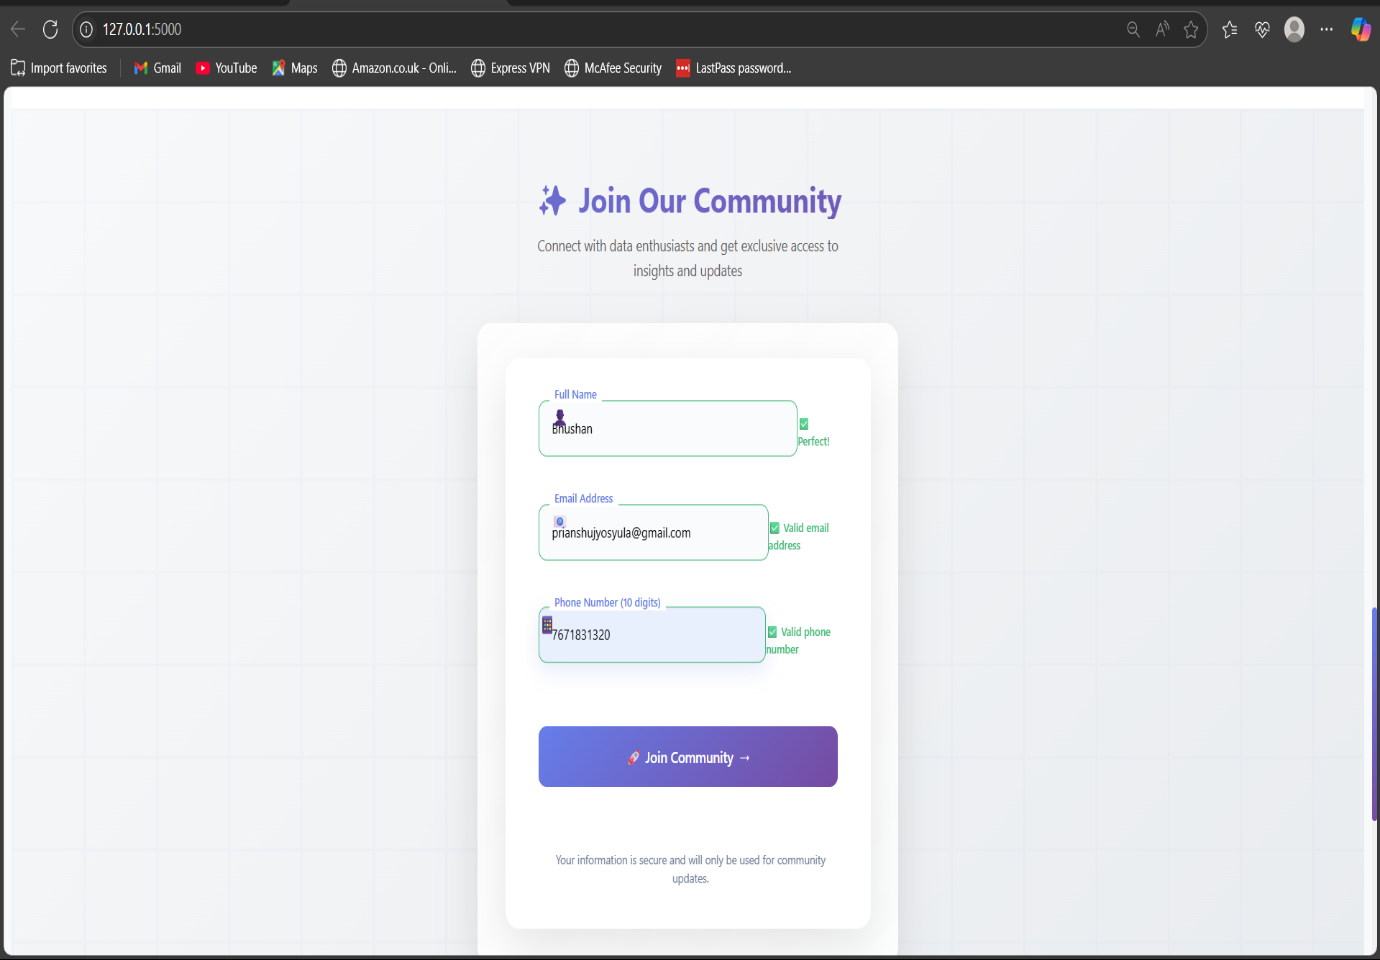 127.0.0.1:5000
Import favorites Gmail YouTube Maps Amazon.co.uk - Onli... Express VPN McAfee Security LastPass password...
Join Our Community
Connect with data enthusiasts and get exclusive access to
insights and updates
Full Name
Bhushan
Perfect!
Email Address
prianshujyosyula@gmail.com
Valid email
address
Phone Number (10 digits)
7671831320
Valid phone
number
Join Community →
Your information is secure and will only be used for community
updates.